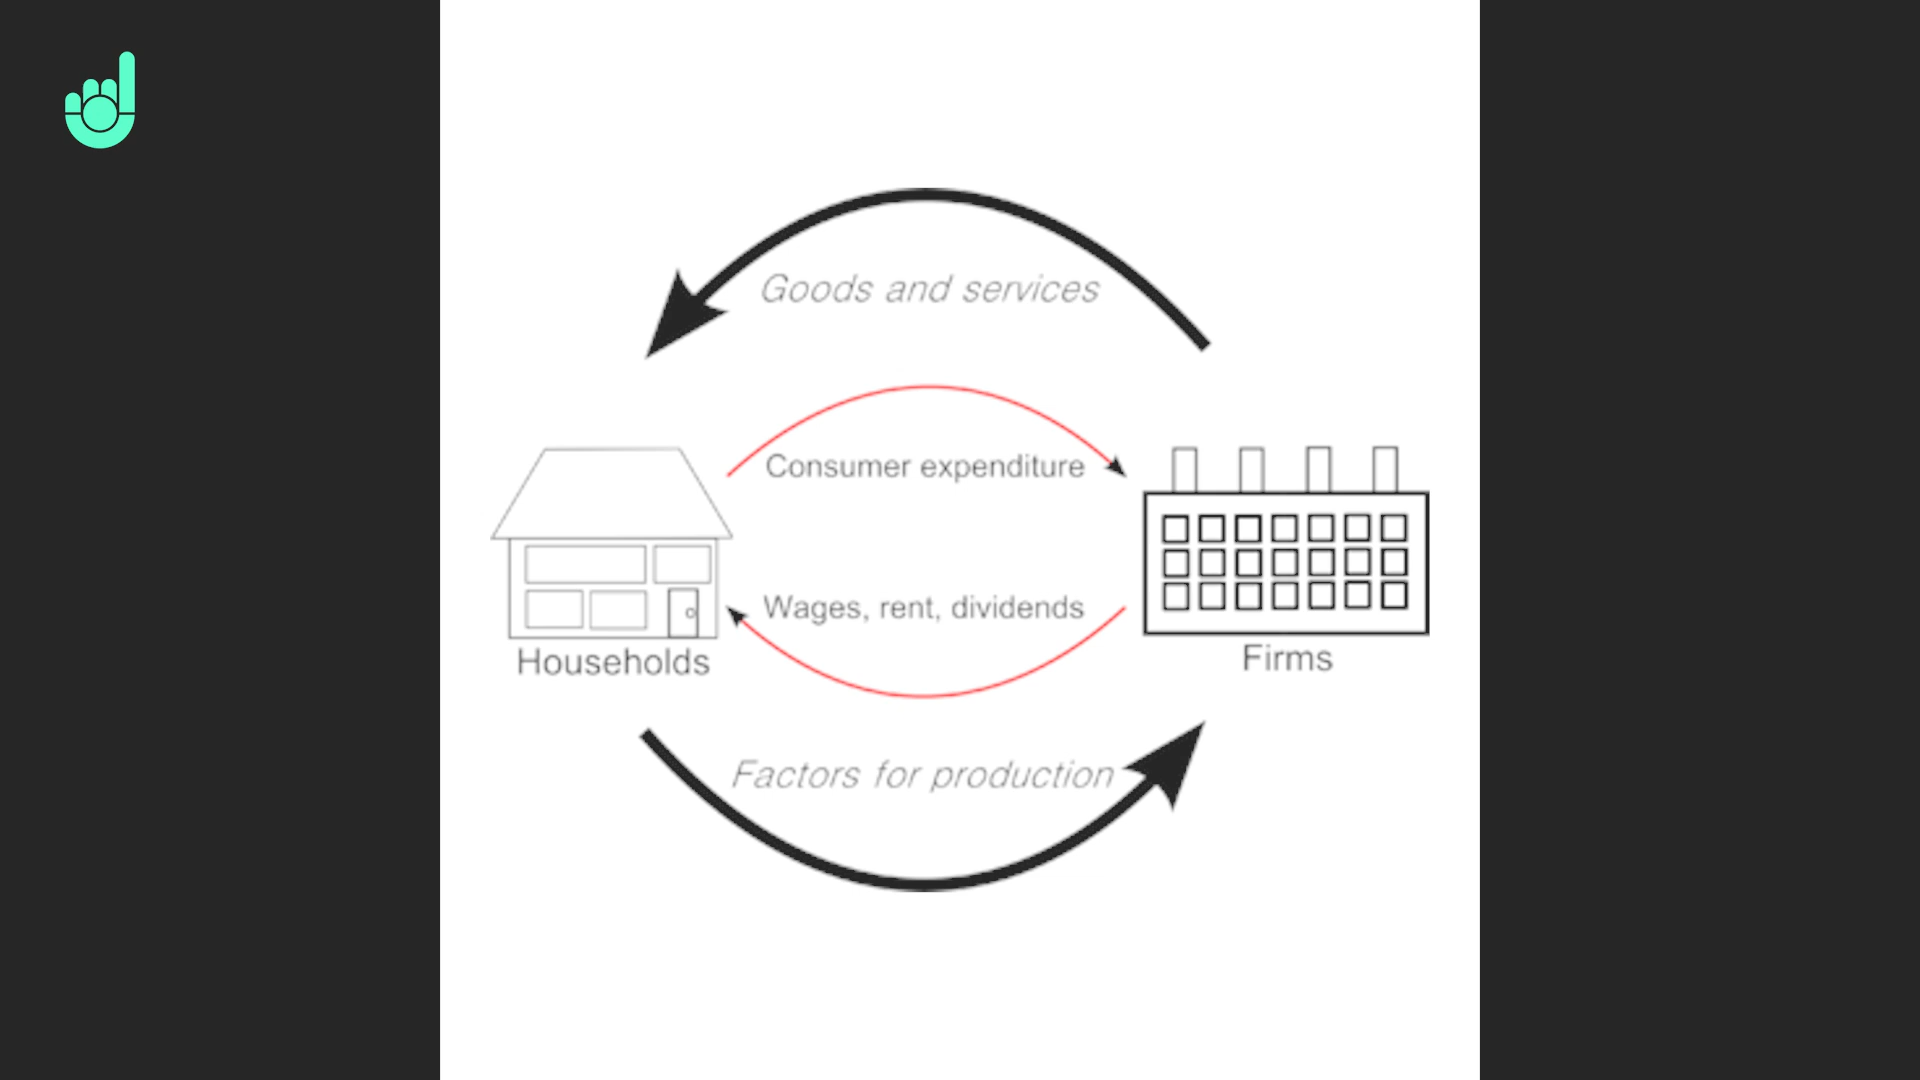 Goods and services
Consumer expenditure
Wages, rent, dividends
Households
Firms
Factors for production